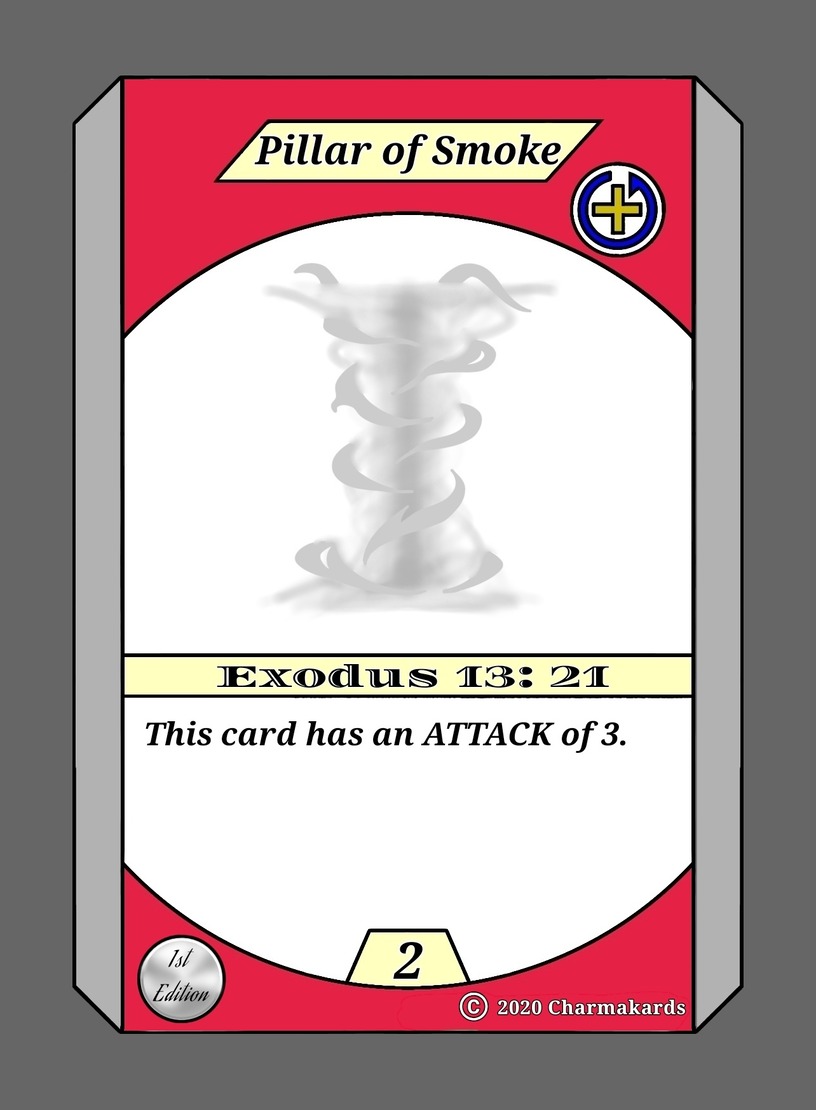 Pillar of Smoke
Exodus 13: 21
This card has an ATTACK of 3.
2
1st
Edition
© 2020 Charmakards